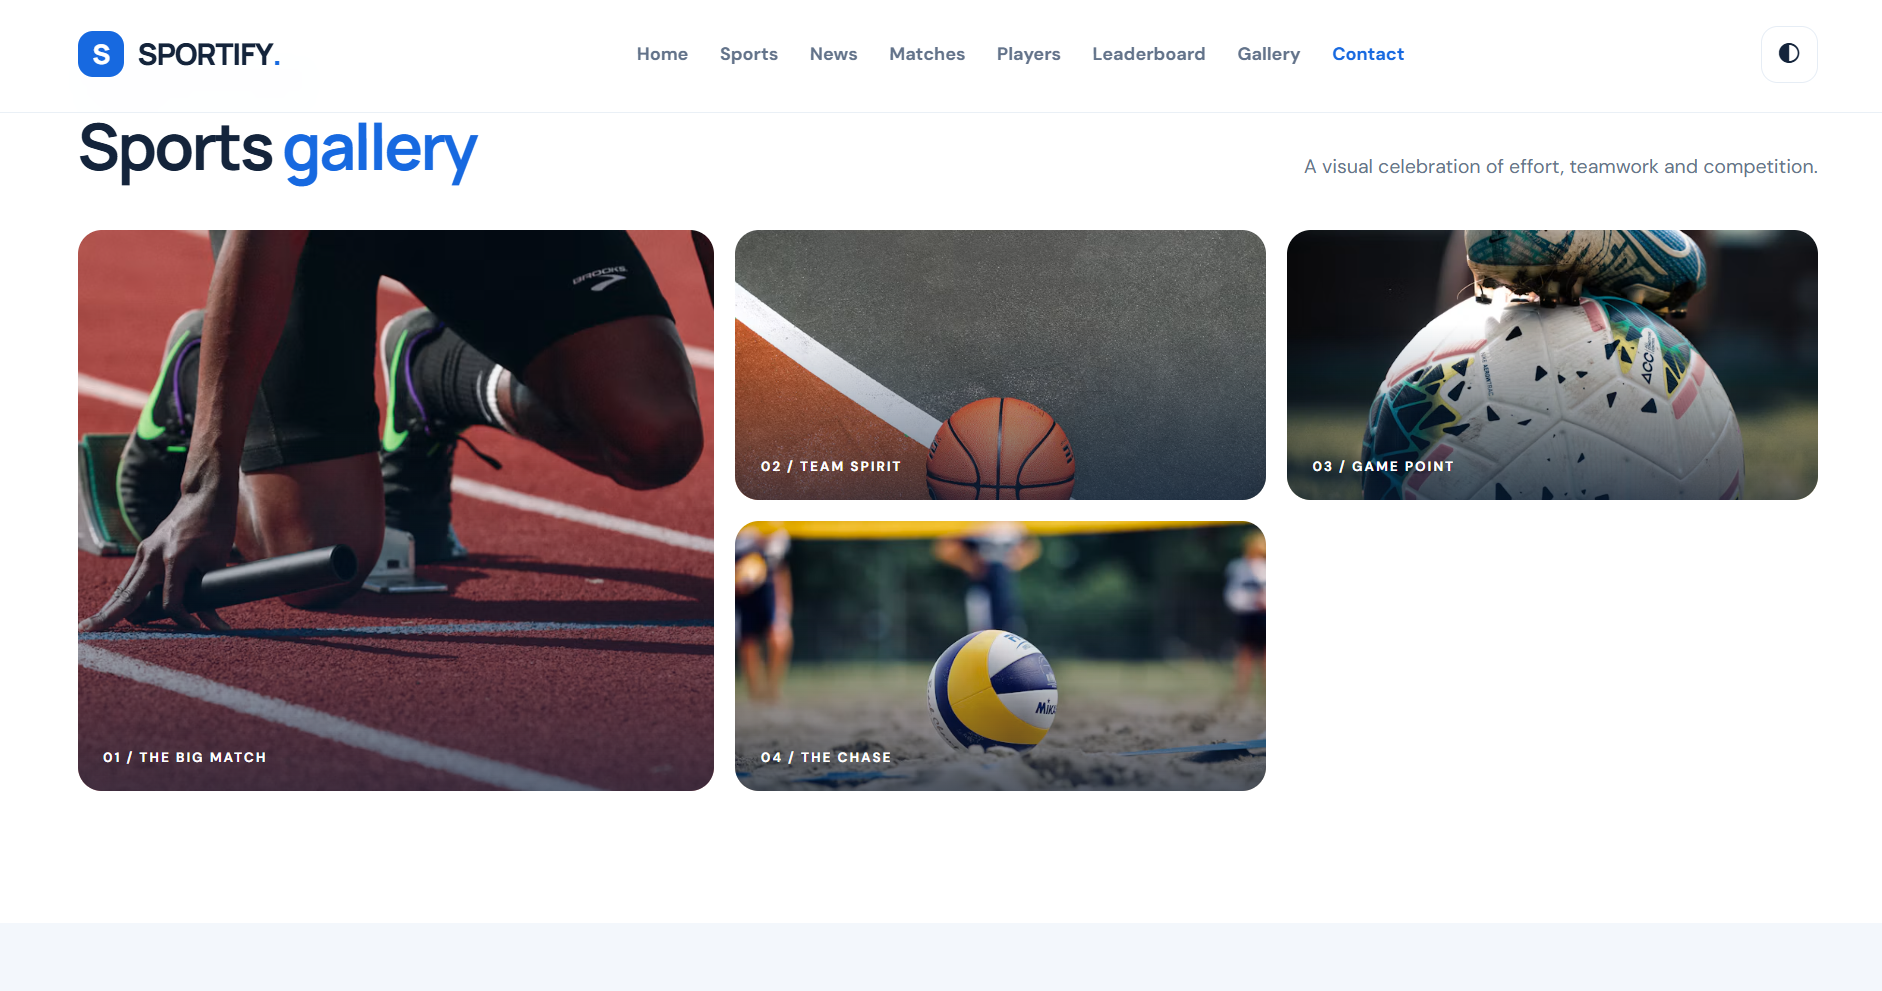 S SPORTIFY.
Home Sports News Matches Players Leaderboard Gallery Contact
Sports gallery
A visual celebration of effort, teamwork and competition.
BROOKS
01 / THE BIG MATCH
02 / TEAM SPIRIT
ACC
03 / GAME POINT
04 / THE CHASE